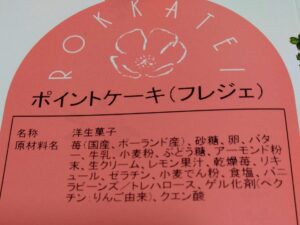 ROKKATEI
ポイントケーキ(フレジェ)
名称 洋生菓子
原材料名 苺(国産、ポーランド産)、砂糖、卵、バタ
ー、牛乳、小麦粉、ぶどう糖、アーモンド粉
末、生クリーム、レモン果汁、乾燥苺、リキ
ュール、ゼラチン、小麦でん粉、食塩、バニ
ラビーンズ／トレハロース、ゲル化剤(ペク
チン:りんご由来)、クエン酸